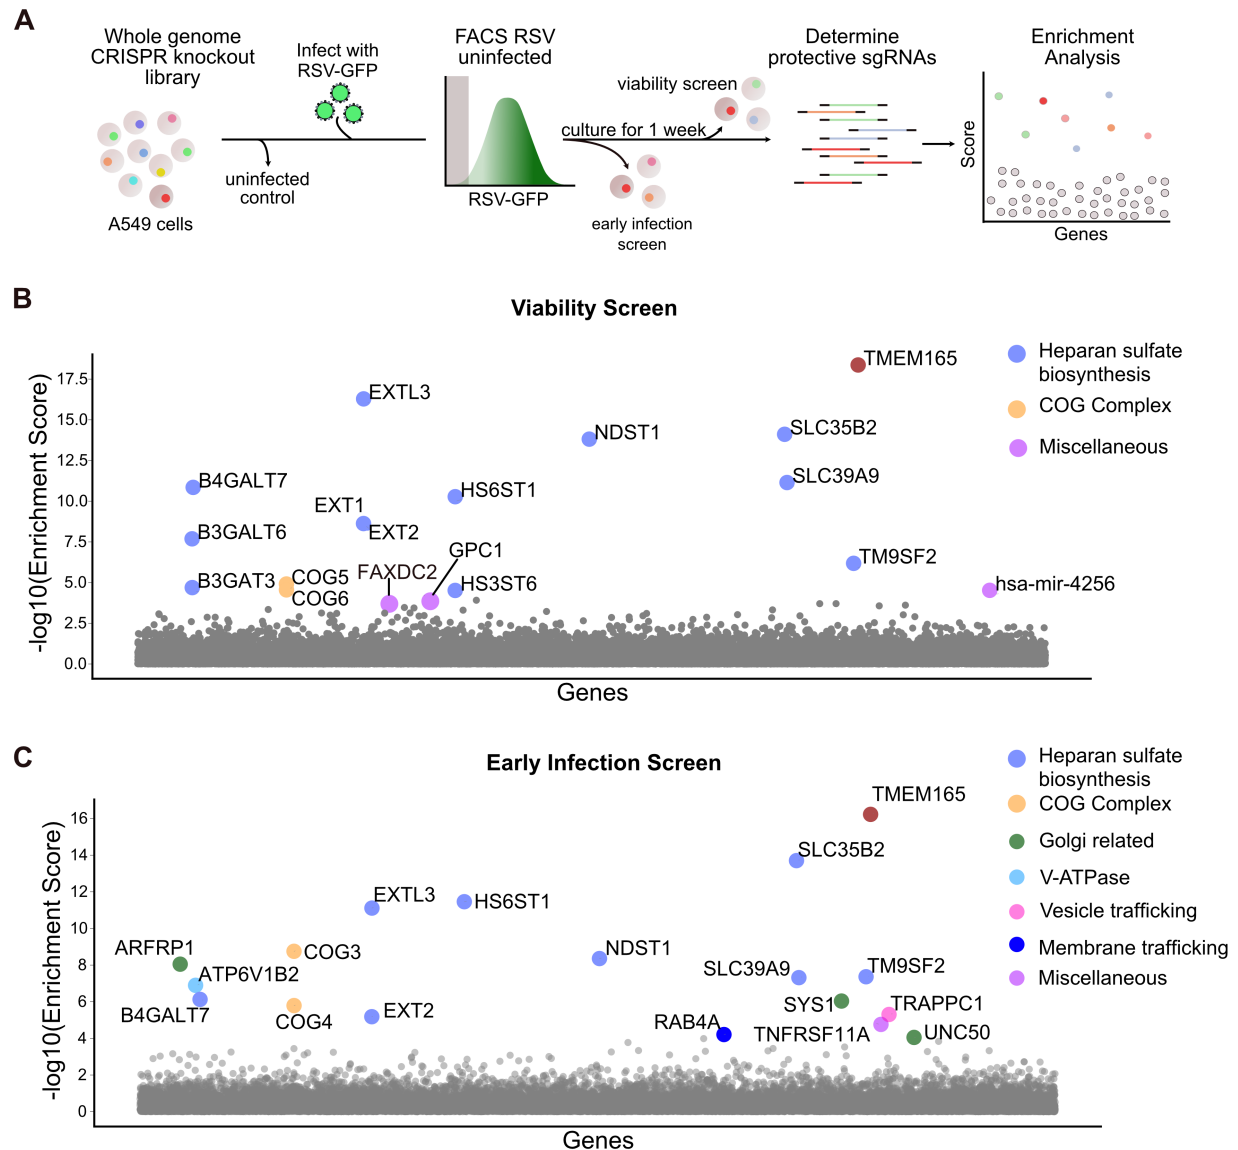 A
Whole genome
CRISPR knockout
library
A549 cells
uninfected
control
Infect with
RSV-GFP
FACS RSV
uninfected
RSV-GFP
culture for 1 week
viability screen
early infection
screen
Determine
protective sgRNAs
Enrichment
Analysis
Score
Genes
B
Viability Screen
-log10(Enrichment Score)
17.5
15.0
12.5
10.0
7.5
5.0
2.5
0.0
TMEM165
EXTL3
NDST1
SLC35B2
SLC39A9
B4GALT7
HS6ST1
EXT1
EXT2
B3GALT6
GPC1
TM9SF2
FAXDC2
B3GAT3
COG5
COG6
HS3ST6
hsa-mir-4256
Genes
Heparan sulfate
biosynthesis
COG Complex
Miscellaneous
C
Early Infection Screen
-log10(Enrichment Score)
16
14
12
10
8
6
4
2
0
TMEM165
SLC35B2
EXTL3
HS6ST1
ARFRP1
COG3
NDST1
ATP6V1B2
SLC39A9
TM9SF2
B4GALT7
COG4
EXT2
SYS1
TRAPPC1
RAB4A
TNFRSF11A
UNC50
Genes
Heparan sulfate
biosynthesis
COG Complex
Golgi related
V-ATPase
Vesicle trafficking
Membrane trafficking
Miscellaneous